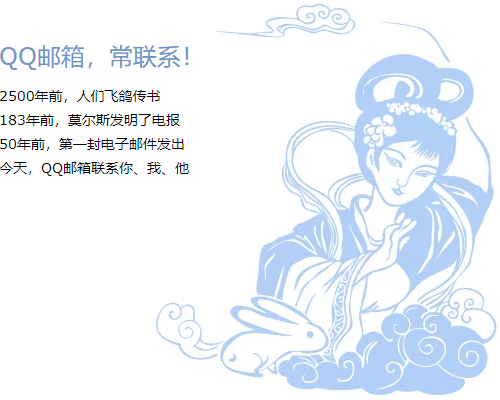 QQ邮箱，常联系！
2500年前，人们飞鸽传书
183年前，莫尔斯发明了电报
50年前，第一封电子邮件发出
今天，QQ邮箱联系你、我、他